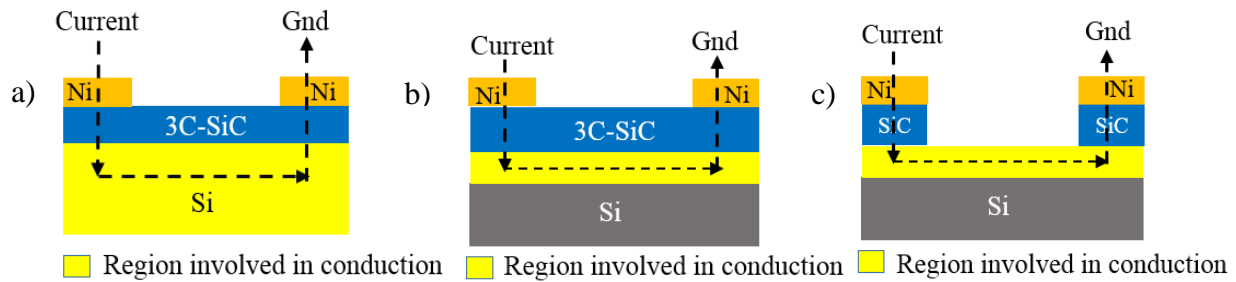 a)
Current
Gnd
Ni
Ni
3C-SiC
Si
Region involved in conduction
b)
Current
Gnd
Ni
Ni
3C-SiC
Si
Region involved in conduction
c)
Current
Gnd
Ni
Ni
SiC
SiC
Si
Region involved in conduction